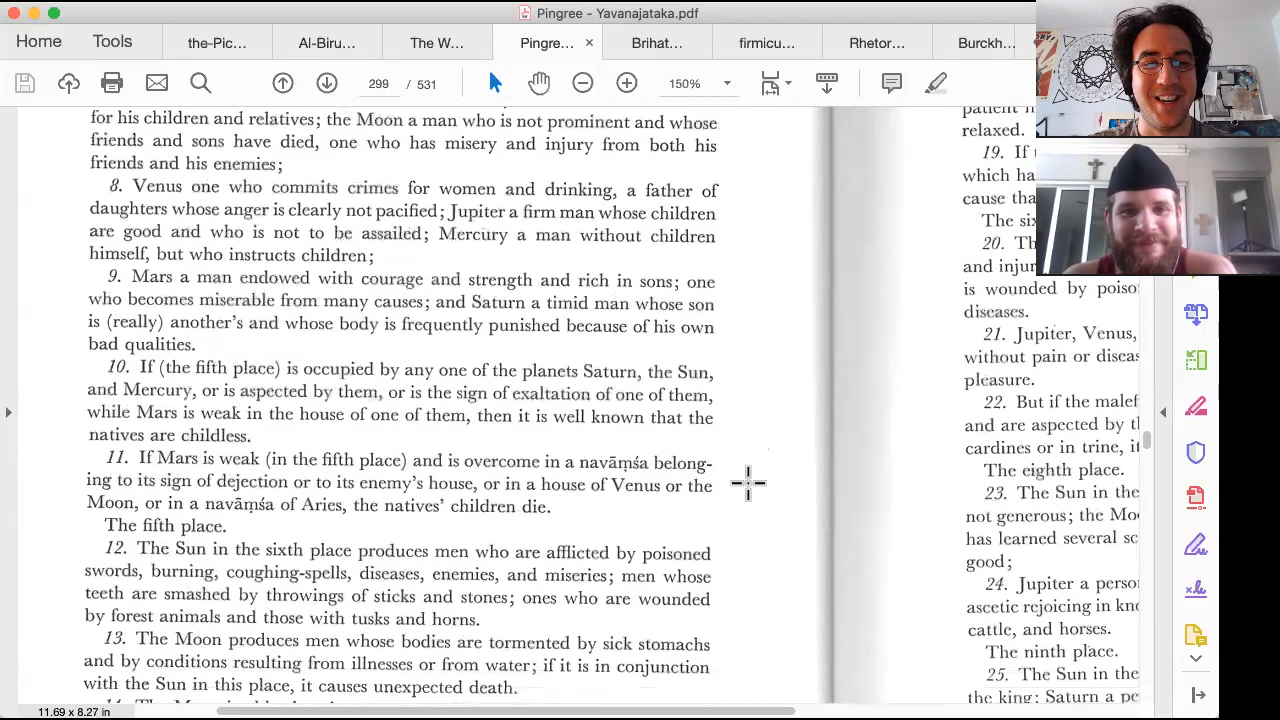 Pingree - Yavanajataka.pdf
Home
Tools
the-Pic...
Al-Biru...
The W...
Pingre...
Brihat...
firmicu...
Rhetor...
Burckh
299 / 531
150%
for his children and relatives; the Moon a man who is not prominent and whose
friends and sons have died, one who has misery and injury from both his
friends and his enemies;
8. Venus one who commits crimes for women and drinking, a father of
daughters whose anger is clearly not pacified; Jupiter a firm man whose children
are good and who is not to be assailed; Mercury a man without children
himself, but who instructs children;
9. Mars a man endowed with courage and strength and rich in sons; one
who becomes miserable from many causes; and Saturn a timid man whose son
is (really) another's and whose body is frequently punished because of his own
bad qualities.
10. If (the fifth place) is occupied by any one of the planets Saturn, the Sun,
and Mercury, or is aspected by them, or is the sign of exaltation of one of them,
while Mars is weak in the house of one of them, then it is well known that the
natives are childless.
11. If Mars is weak (in the fifth place) and is overcome in a navāṃśa belong-
ing to its sign of dejection or to its enemy's house, or in a house of Venus or the
Moon, or in a navāṃśa of Aries, the natives' children die.
The fifth place.
12. The Sun in the sixth place produces men who are afflicted by poisoned
swords, burning, coughing-spells, diseases, enemies, and miseries; men whose
teeth are smashed by throwings of sticks and stones; ones who are wounded
by forest animals and those with tusks and horns.
13. The Moon produces men whose bodies are tormented by sick stomachs
and by conditions resulting from illnesses or from water; if it is in conjunction
with the Sun in this place, it causes unexpected death.
relaxed.
19. If
which ha
cause tha
The six
20. Th
and injur
is wounded by poiso
diseases.
21. Jupiter, Venus,
without pain or diseas
pleasure.
22. But if the malef
and are aspected by t
cardines or in trine, it
The eighth place.
23. The Sun in the
not generous; the Mo
has learned several sc
good;
24. Jupiter a perso
ascetic rejoicing in kn
cattle, and horses.
The ninth place.
25. The Sun in the
the king; Saturn a pe
11.69 x 8.27 in